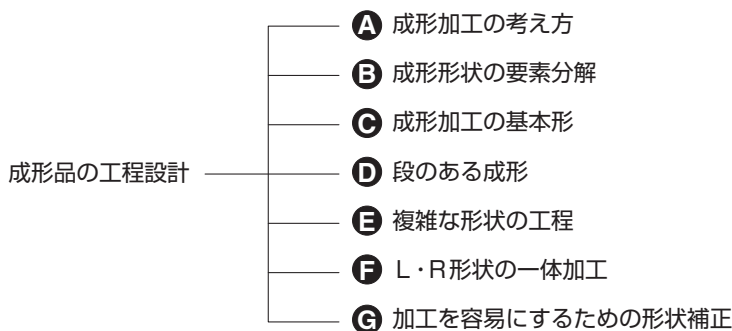 A 成形加工の考え方
B 成形形状の要素分解
C 成形加工の基本形
成形品の工程設計
D 段のある成形
E 複雑な形状の工程
F L・R形状の一体加工
G 加工を容易にするための形状補正